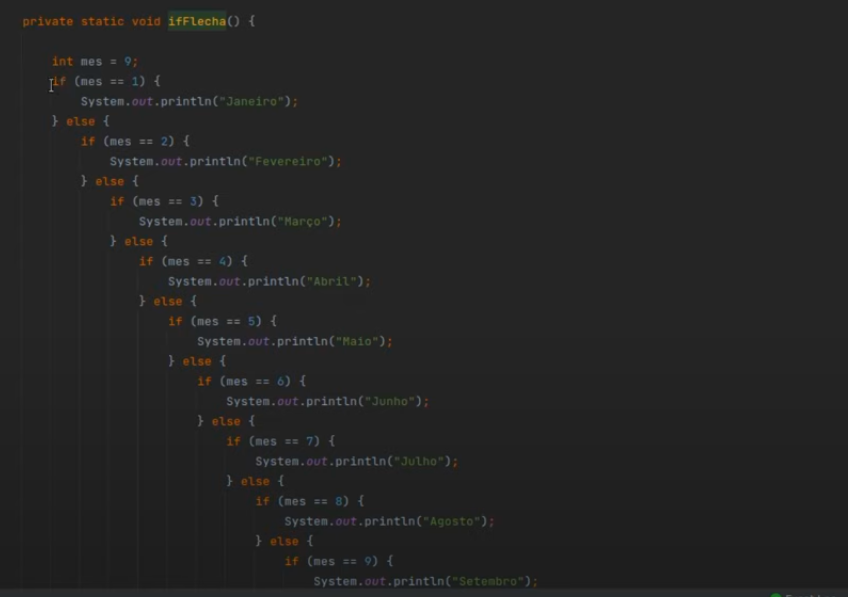 private static void ifFlecha() {
int mes = 9;
if (mes == 1) {
System.out.println("Janeiro");
} else {
if (mes == 2) {
System.out.println("Fevereiro");
} else {
if (mes == 3) {
System.out.println("Março");
} else {
if (mes == 4) {
System.out.println("Abril");
} else {
if (mes == 5) {
System.out.println("Maio");
} else {
if (mes == 6) {
System.out.println("Junho");
} else {
if (mes == 7) {
System.out.println("Julho");
} else {
if (mes == 8) {
System.out.println("Agosto");
} else {
if (mes == 9) {
System.out.println("Setembro");